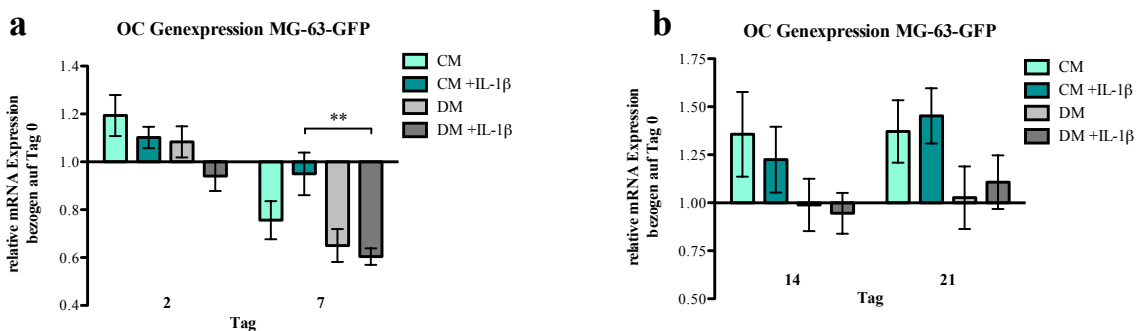 a
OC Genexpression MG-63-GFP
relative mRNA Expression
bezogen auf Tag 0
1.4
1.2
1.0
0.8
0.6
0.4
**
2
7
Tag
CM
CM +IL-1β
DM
DM +IL-1β
b
OC Genexpression MG-63-GFP
relative mRNA Expression
bezogen auf Tag 0
1.75
1.50
1.25
1.00
0.75
0.50
14
21
Tag
CM
CM +IL-1β
DM
DM +IL-1β